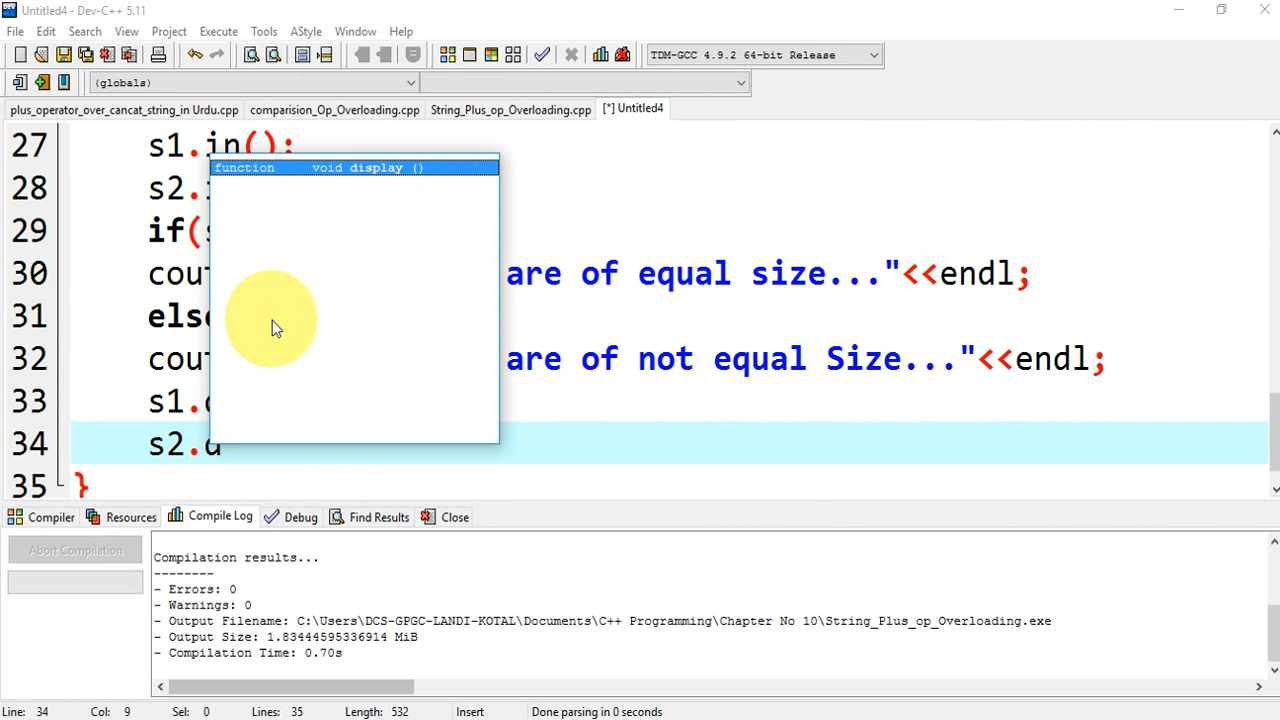 Untitled4 - Dev-C++ 5.11
File Edit Search View Project Execute Tools AStyle Window Help
TDM-GCC 4.9.2 64-bit Release
(globals)
plus_operator_over_cancat_string_in Urdu.cpp comparision_Op_Overloading.cpp String_Plus_op_Overloading.cpp [*] Untitled4
27 s1.in();
function void display ()
28 s2.
29 if(
30 cout are of equal size..."<<endl;
31 else
32 cout are of not equal Size..."<<endl;
33 s1.d
34 s2.d
35 }
Compiler Resources Compile Log Debug Find Results Close
Abort Compilation
Compilation results...
--------
- Errors: 0
- Warnings: 0
- Output Filename: C:\Users\DCS-GPGC-LANDI-KOTAL\Documents\C++ Programming\Chapter No 10\String_Plus_op_Overloading.exe
- Output Size: 1.83444595336914 MiB
- Compilation Time: 0.70s
Line: 34 Col: 9 Sel: 0 Lines: 35 Length: 532 Insert Done parsing in 0 seconds